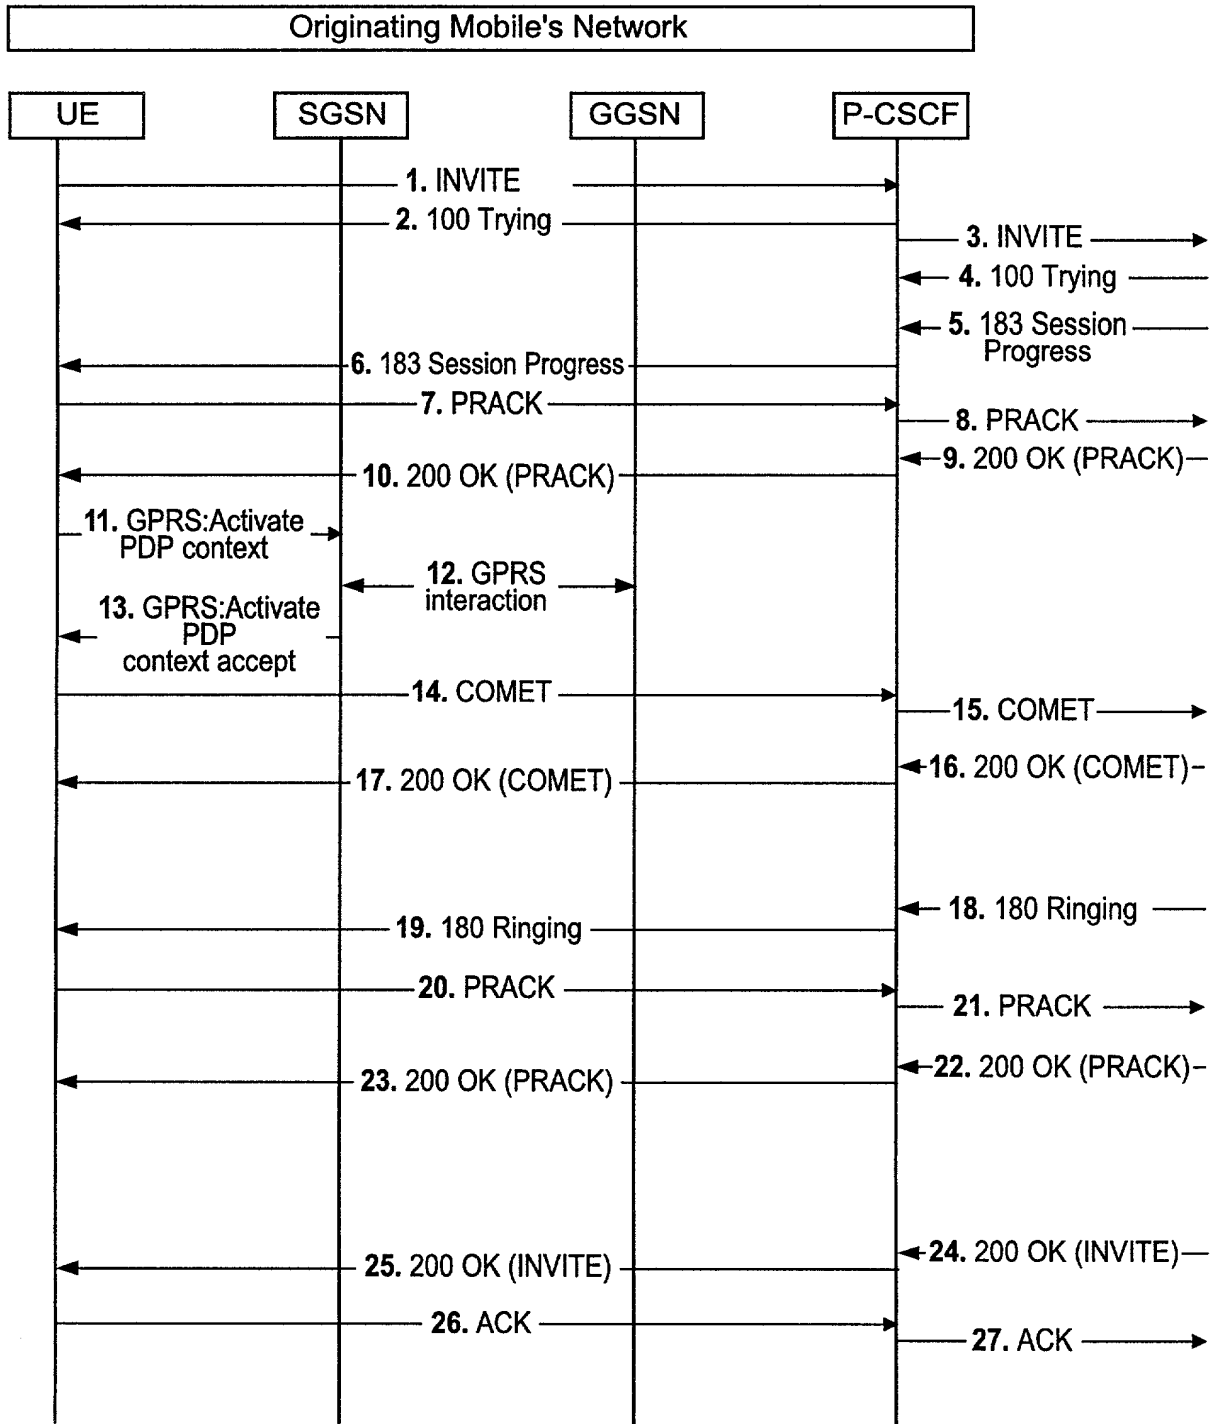 Originating Mobile's Network
UE
SGSN
GGSN
P-CSCF
1. INVITE
2. 100 Trying
3. INVITE
4. 100 Trying
5. 183 Session
Progress
6. 183 Session Progress
7. PRACK
8. PRACK
9. 200 OK (PRACK)
10. 200 OK (PRACK)
11. GPRS:Activate
PDP context
12. GPRS
interaction
13. GPRS:Activate
PDP
context accept
14. COMET
15. COMET
16. 200 OK (COMET)
17. 200 OK (COMET)
18. 180 Ringing
19. 180 Ringing
20. PRACK
21. PRACK
22. 200 OK (PRACK)
23. 200 OK (PRACK)
24. 200 OK (INVITE)
25. 200 OK (INVITE)
26. ACK
27. ACK